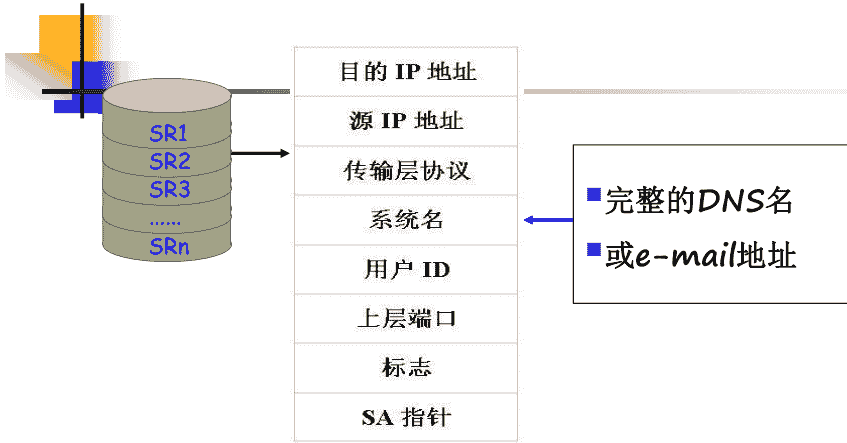 SR1
SR2
SR3
......
SRn
目的 IP 地址
源 IP 地址
传输层协议
系统名
用户 ID
上层端口
标志
SA 指针
完整的DNS名
或e-mail地址